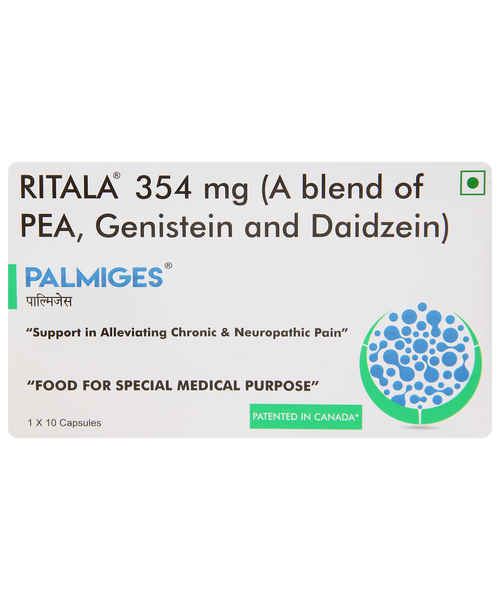 RITALA® 354 mg (A blend of
PEA, Genistein and Daidzein)
PALMIGES®
पाल्मिजेस
"Support in Alleviating Chronic & Neuropathic Pain"
"FOOD FOR SPECIAL MEDICAL PURPOSE"
1 X 10 Capsules
PATENTED IN CANADA*